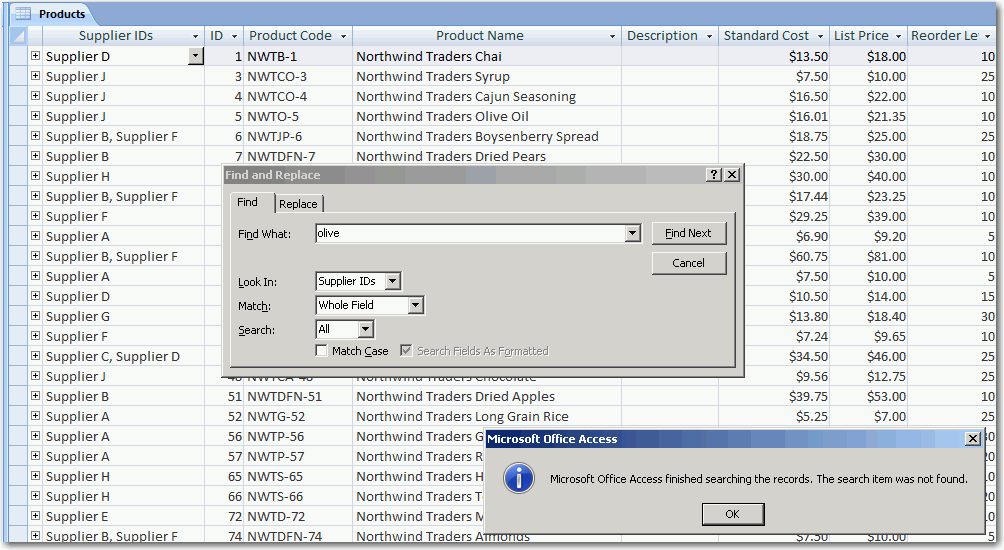 Products
Supplier IDs ID Product Code Product Name Description Standard Cost List Price Reorder Le
Supplier D 1 NWTB-1 Northwind Traders Chai $13.50 $18.00 10
Supplier J 3 NWTCO-3 Northwind Traders Syrup $7.50 $10.00 25
Supplier J 4 NWTCO-4 Northwind Traders Cajun Seasoning $16.50 $22.00 10
Supplier J 5 NWTO-5 Northwind Traders Olive Oil $16.01 $21.35 10
Supplier B, Supplier F 6 NWTJP-6 Northwind Traders Boysenberry Spread $18.75 $25.00 25
Supplier B 7 NWTDFN-7 Northwind Traders Dried Pears $22.50 $30.00 10
Supplier H $30.00 $40.00 10
Supplier B, Supplier F $17.44 $23.25 10
Supplier F $29.25 $39.00 10
Supplier A $6.90 $9.20 5
Supplier B, Supplier F $60.75 $81.00 10
Supplier A $7.50 $10.00 5
Supplier D $10.50 $14.00 15
Supplier G $13.80 $18.40 30
Supplier F $7.24 $9.65 10
Supplier C, Supplier D $34.50 $46.00 25
Supplier J Northwind Traders Chocolate $9.56 $12.75 25
Supplier B 51 NWTDFN-51 Northwind Traders Dried Apples $39.75 $53.00 10
Supplier A 52 NWTG-52 Northwind Traders Long Grain Rice $5.25 $7.00 25
Supplier A 56 NWTP-56 Northwind Traders G
Supplier A 57 NWTP-57 Northwind Traders R
Supplier H 65 NWTS-65 Northwind Traders H
Supplier H 66 NWTS-66 Northwind Traders T
Supplier E 72 NWTD-72 Northwind Traders M
Supplier B, Supplier F 74 NWTDFN-74 Northwind Traders Almonds $7.50 $10.00 5
Find and Replace
Find Replace
Find What: olive Find Next
Cancel
Look In: Supplier IDs
Match: Whole Field
Search: All
Match Case Search Fields As Formatted
Microsoft Office Access
Microsoft Office Access finished searching the records. The search item was not found.
OK